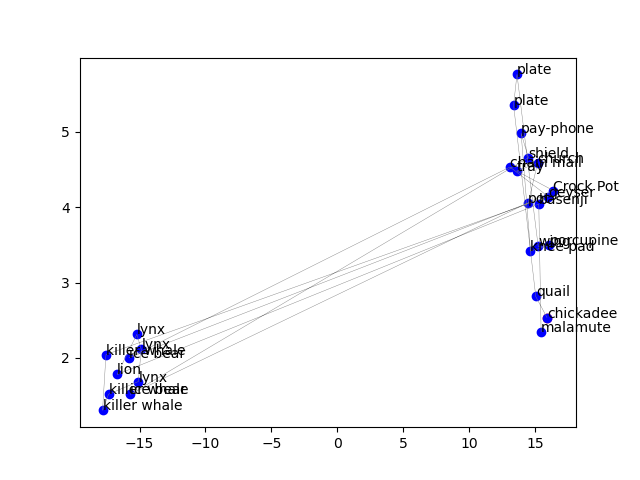 plate
plate
pay-phone
shield
church
chain mail
tray
Crock Pot
geyser
basenji
porcupine
knee pad
quail
chickadee
malamute
lynx
lynx
killer whale
ice bear
lion
lynx
killer whale
ice bear
killer whale
5
4
3
2
−15
−10
−5
0
5
10
15